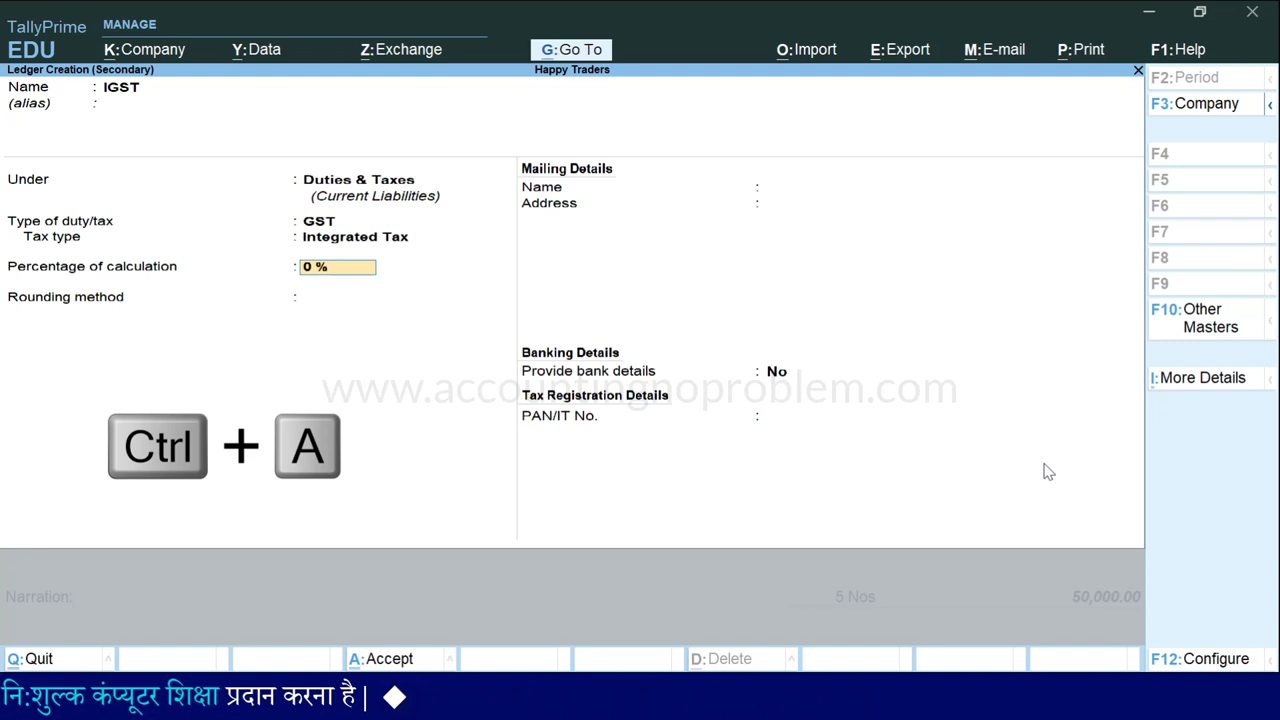 TallyPrime MANAGE
EDU K:Company Y:Data Z:Exchange G:Go To O:Import E:Export M:E-mail P:Print F1:Help
Ledger Creation (Secondary) Happy Traders
Name : IGST
(alias) :
Under : Duties & Taxes
(Current Liabilities)
Type of duty/tax : GST
Tax type : Integrated Tax
Percentage of calculation : 0 %
Rounding method :
Mailing Details
Name :
Address :
Banking Details
Provide bank details : No
Tax Registration Details
PAN/IT No. :
www.accountingnoproblem.com
Ctrl + A
Narration: 5 Nos 50,000.00
F2:Period
F3:Company
F4
F5
F6
F7
F8
F9
F10:Other
Masters
I:More Details
Q:Quit A:Accept D:Delete F12:Configure
नि:शुल्क कंप्यूटर शिक्षा प्रदान करना है |